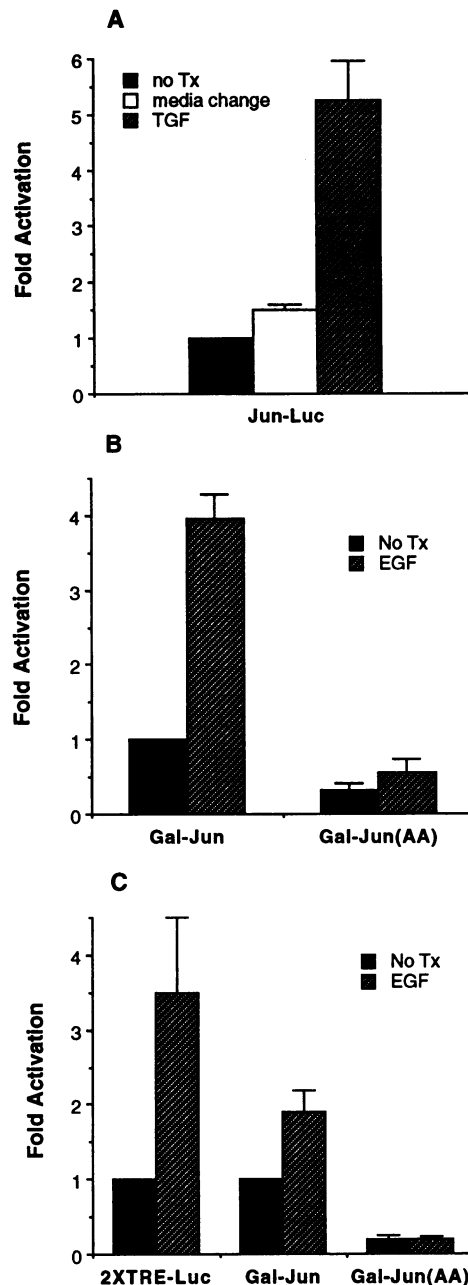 A
Fold Activation
6
5
4
3
2
1
0
no Tx
media change
TGF
Jun-Luc
B
Fold Activation
4
3
2
1
0
No Tx
EGF
Gal-Jun
Gal-Jun(AA)
C
Fold Activation
4
3
2
1
0
No Tx
EGF
2XTRE-Luc
Gal-Jun
Gal-Jun(AA)